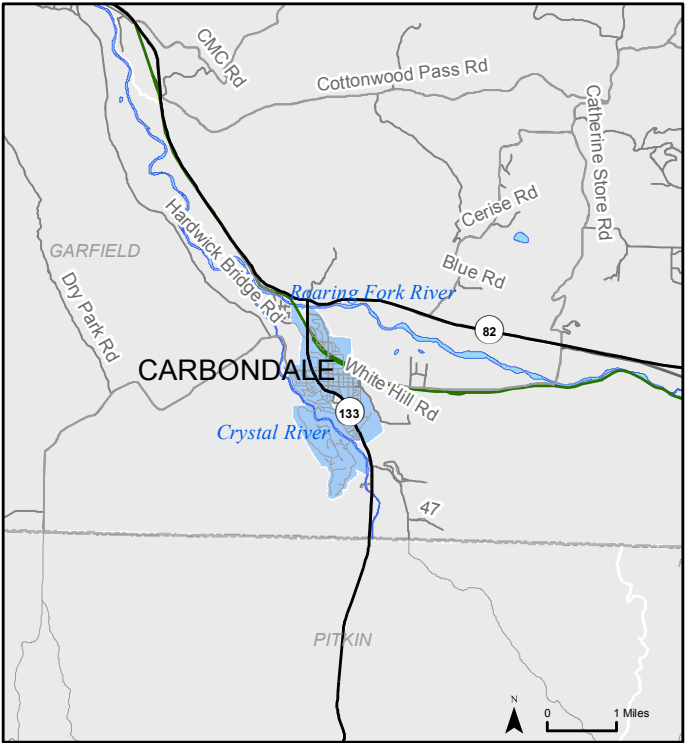 CMC Rd
Cottonwood Pass Rd
Catherine Store Rd
Hardwick Bridge Rd
Cerise Rd
GARFIELD
Blue Rd
Dry Park Rd
Roaring Fork River
82
CARBONDALE
White Hill Rd
133
Crystal River
47
PITKIN
N
0 1 Miles